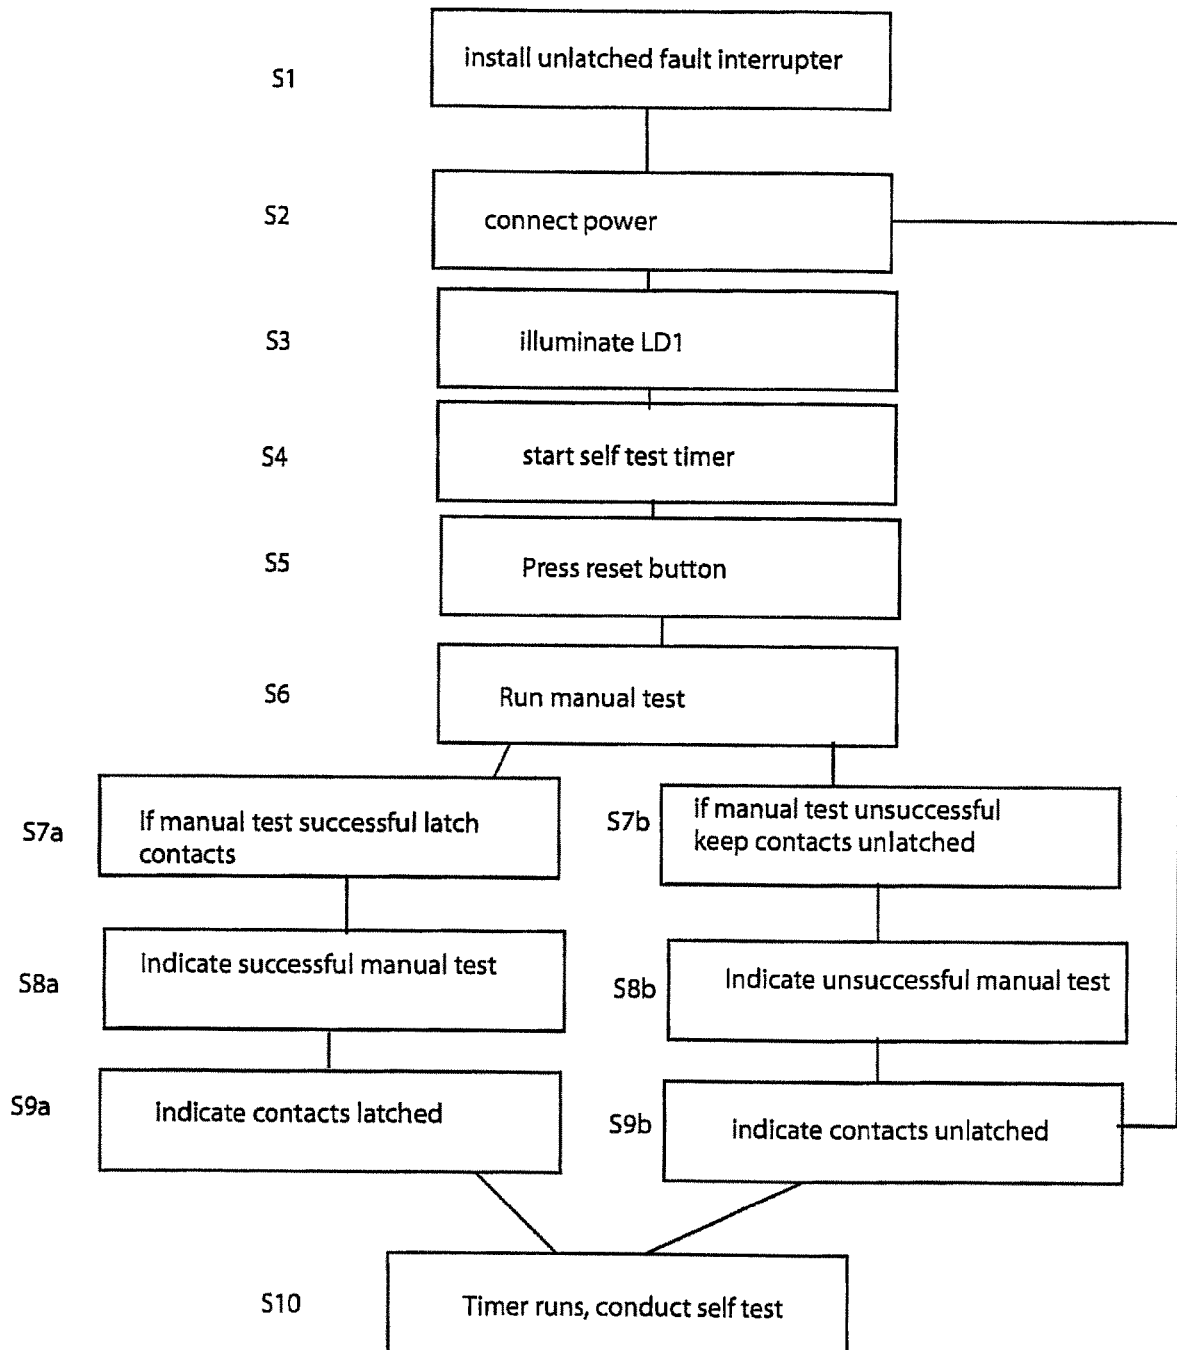 S1
install unlatched fault interrupter
S2
connect power
S3
illuminate LD1
S4
start self test timer
S5
Press reset button
S6
Run manual test
S7a
If manual test successful latch
contacts
S7b
if manual test unsuccessful
keep contacts unlatched
S8a
indicate successful manual test
S8b
Indicate unsuccessful manual test
S9a
indicate contacts latched
S9b
indicate contacts unlatched
S10
Timer runs, conduct self test